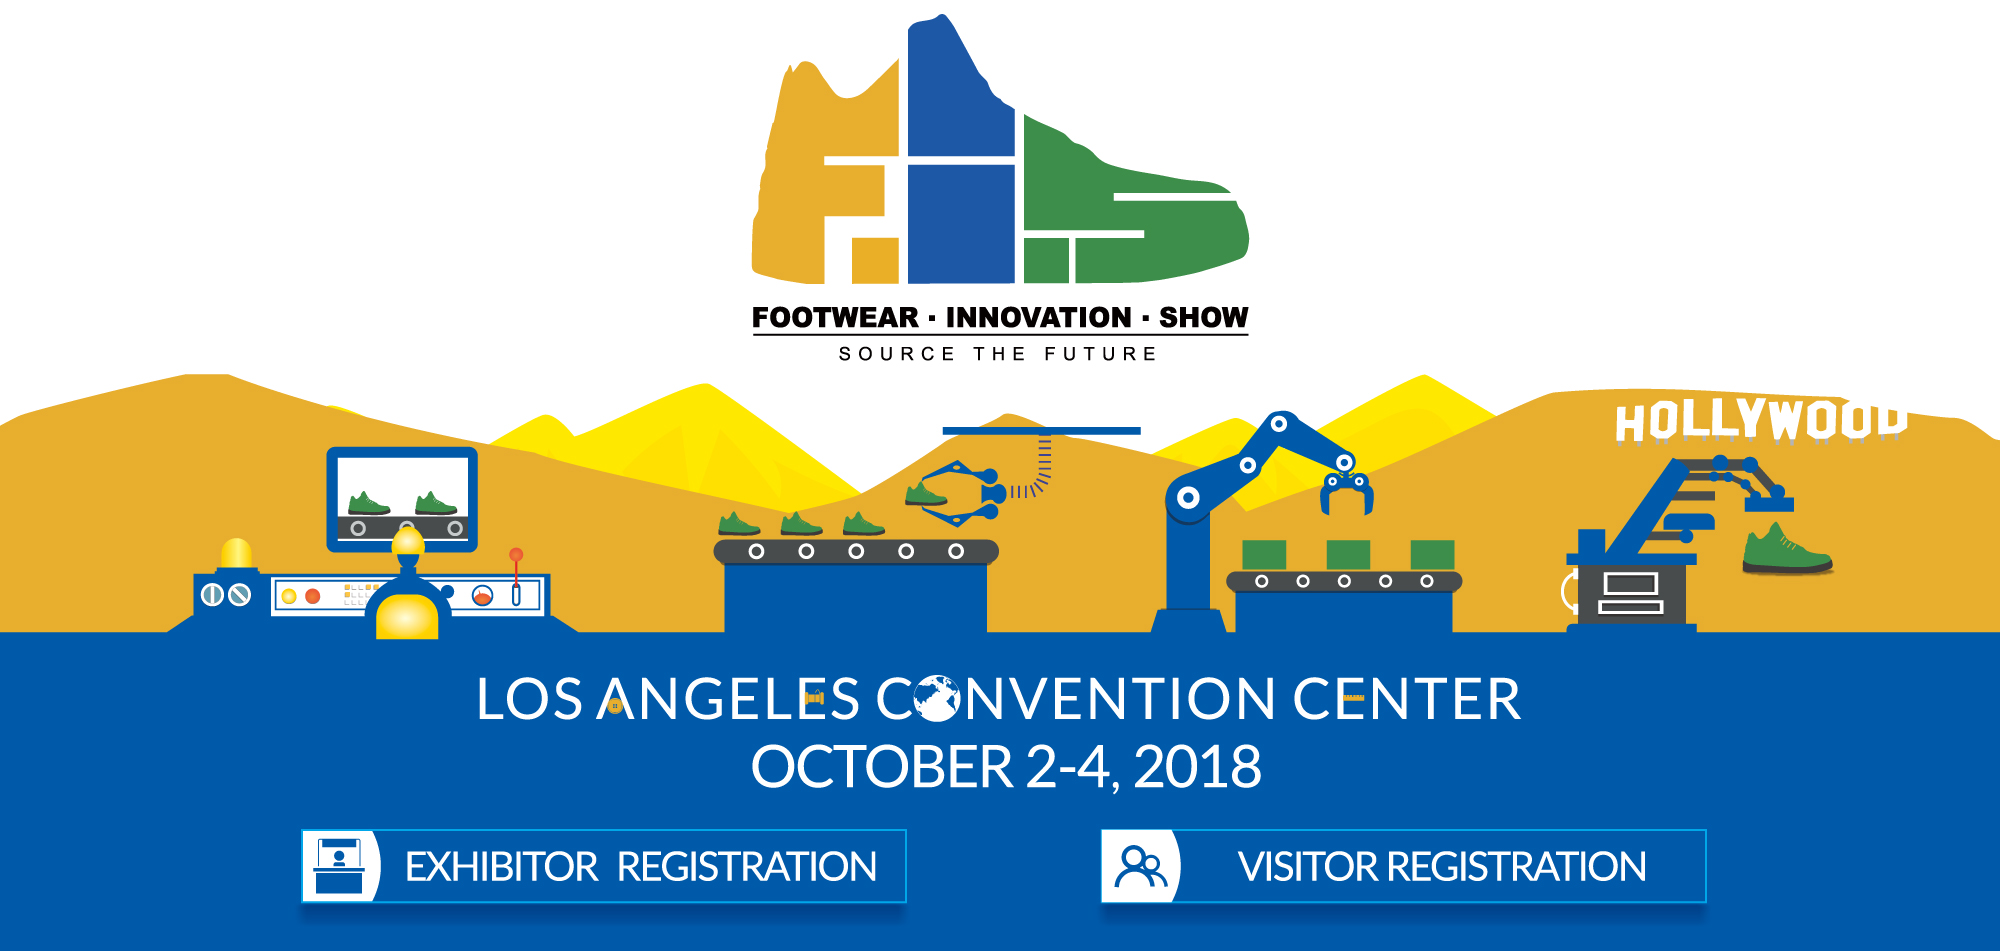 FOOTWEAR · INNOVATION · SHOW
SOURCE THE FUTURE
HOLLYWOOD
LOS ANGELES CONVENTION CENTER
OCTOBER 2-4, 2018
EXHIBITOR REGISTRATION
VISITOR REGISTRATION